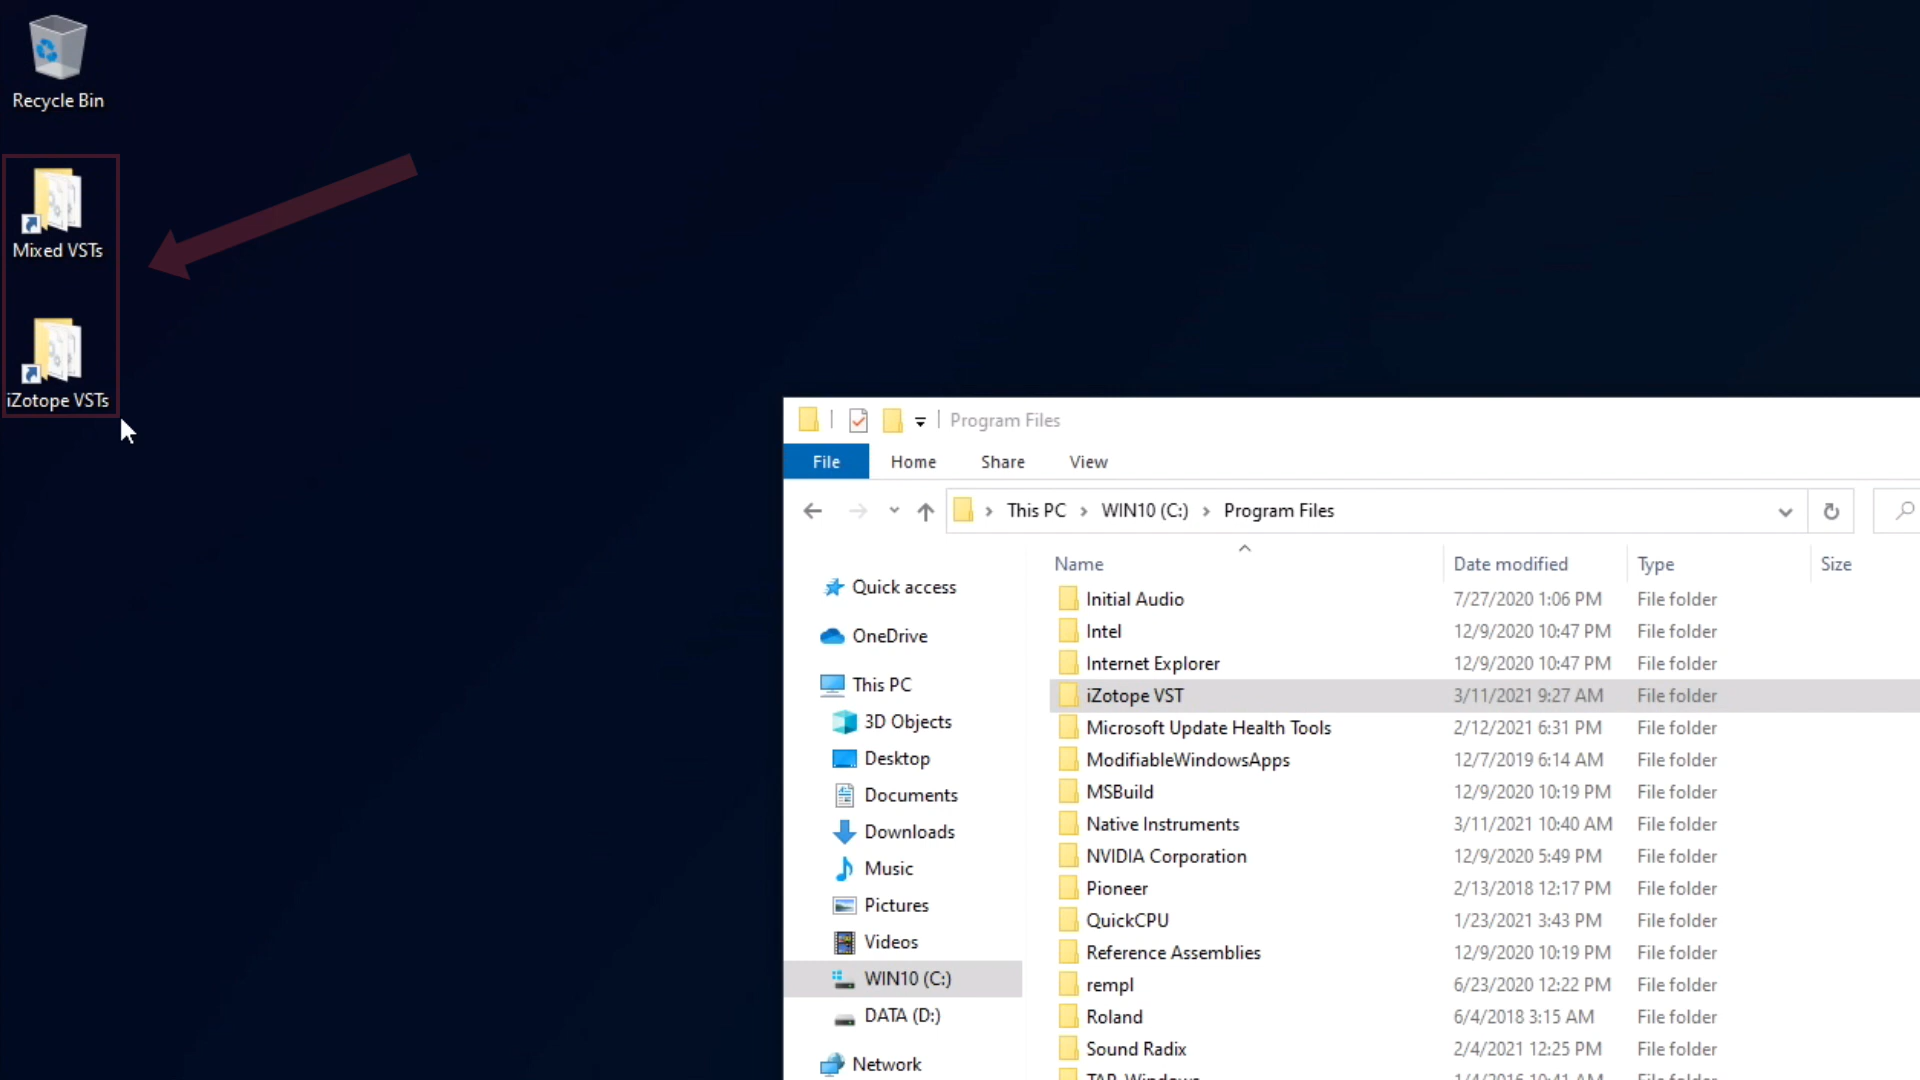 Recycle Bin
Mixed VSTs
iZotope VSTs
Program Files
File Home Share View
This PC WIN10 (C:) Program Files
Name Date modified Type Size
Quick access
OneDrive
This PC
3D Objects
Desktop
Documents
Downloads
Music
Pictures
Videos
WIN10 (C:)
DATA (D:)
Network
Initial Audio 7/27/2020 1:06 PM File folder
Intel 12/9/2020 10:47 PM File folder
Internet Explorer 12/9/2020 10:47 PM File folder
iZotope VST 3/11/2021 9:27 AM File folder
Microsoft Update Health Tools 2/12/2021 6:31 PM File folder
ModifiableWindowsApps 12/7/2019 6:14 AM File folder
MSBuild 12/9/2020 10:19 PM File folder
Native Instruments 3/11/2021 10:40 AM File folder
NVIDIA Corporation 12/9/2020 5:49 PM File folder
Pioneer 2/13/2018 12:17 PM File folder
QuickCPU 1/23/2021 3:43 PM File folder
Reference Assemblies 12/9/2020 10:19 PM File folder
rempl 6/23/2020 12:22 PM File folder
Roland 6/4/2018 3:15 AM File folder
Sound Radix 2/4/2021 12:25 PM File folder